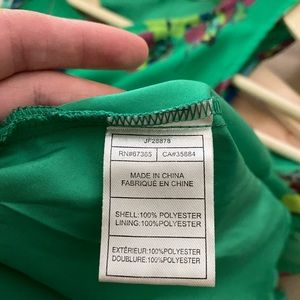 JF28878
RN#67365 CA#35884
MADE IN CHINA
FABRIQUÉ EN CHINE
SHELL:100% POLYESTER
LINING:100% POLYESTER
EXTÉRIEUR:100%POLYESTER
DOUBLURE:100% POLYESTER